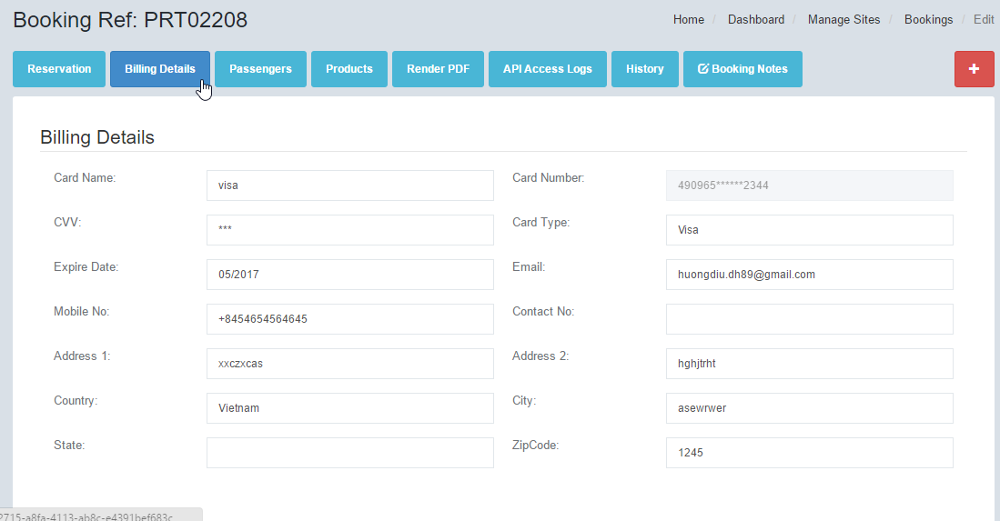 Booking Ref: PRT02208
Home / Dashboard / Manage Sites / Bookings / Edit
Reservation Billing Details Passengers Products Render PDF API Access Logs History Booking Notes +
Billing Details
Card Name: visa Card Number: 490965******2344
CVV: *** Card Type: Visa
Expire Date: 05/2017 Email: huongdiu.dh89@gmail.com
Mobile No: +8454654564645 Contact No:
Address 1: xxczxcas Address 2: hghjtrht
Country: Vietnam City: asewrwer
State: ZipCode: 1245
2715-a8fa-4113-ab8c-e4391bef683c